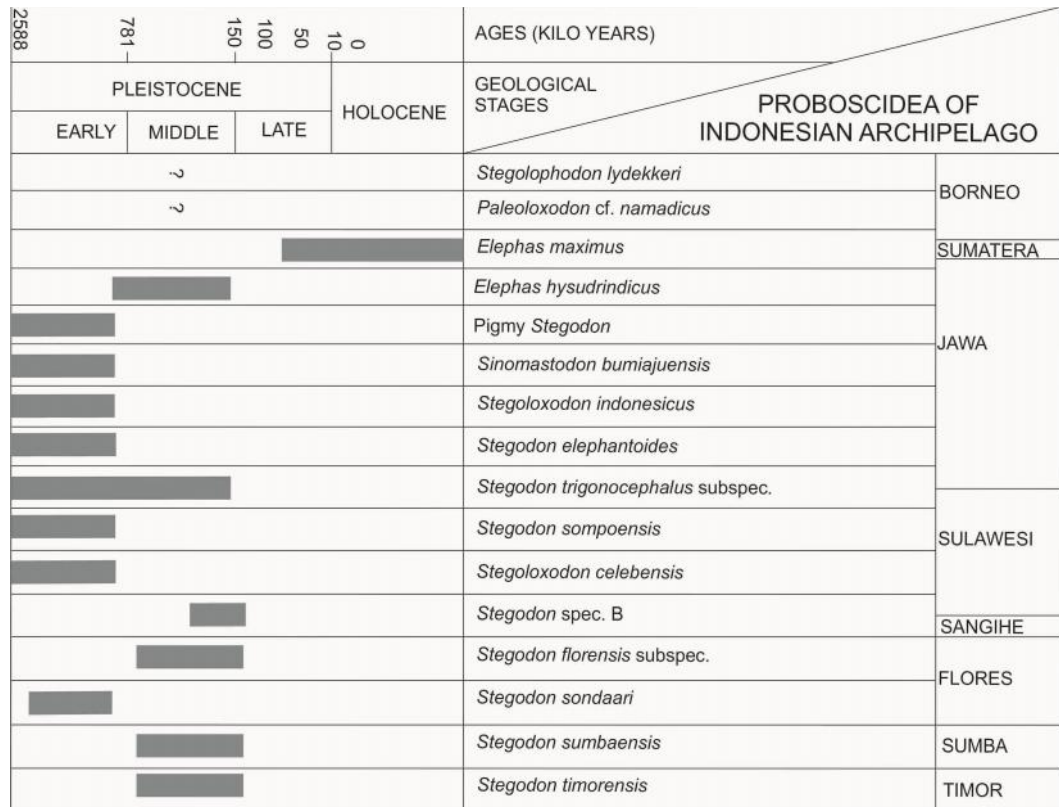 2588
781
150
100
50
10
0
AGES (KILO YEARS)
PLEISTOCENE
HOLOCENE
GEOLOGICAL
STAGES
PROBOSCIDEA OF
INDONESIAN ARCHIPELAGO
EARLY
MIDDLE
LATE
?
Stegolophodon lydekkeri
BORNEO
?
Paleoloxodon cf. namadicus
Elephas maximus
SUMATERA
Elephas hysudrindicus
JAWA
Pigmy Stegodon
Sinomastodon bumiajuensis
Stegoloxodon indonesicus
Stegodon elephantoides
Stegodon trigonocephalus subspec.
Stegodon sompoensis
SULAWESI
Stegoloxodon celebensis
Stegodon spec. B
SANGIHE
Stegodon florensis subspec.
FLORES
Stegodon sondaari
Stegodon sumbaensis
SUMBA
Stegodon timorensis
TIMOR